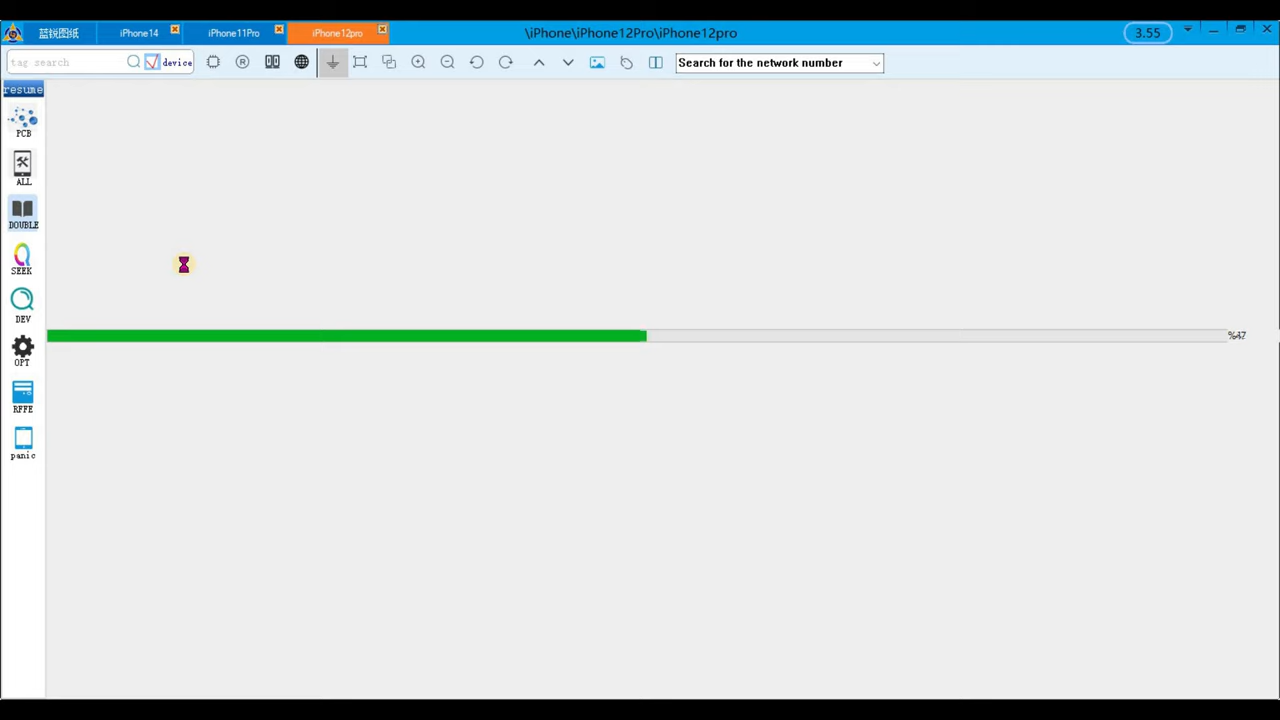 蓝锐图纸
iPhone14
iPhone11Pro
iPhone12pro
\iPhone\iPhone12Pro\iPhone12pro
3.55
tag search
device
Search for the network number
resume
PCB
ALL
DOUBLE
SEEK
DEV
OPT
RFFE
panic
%47